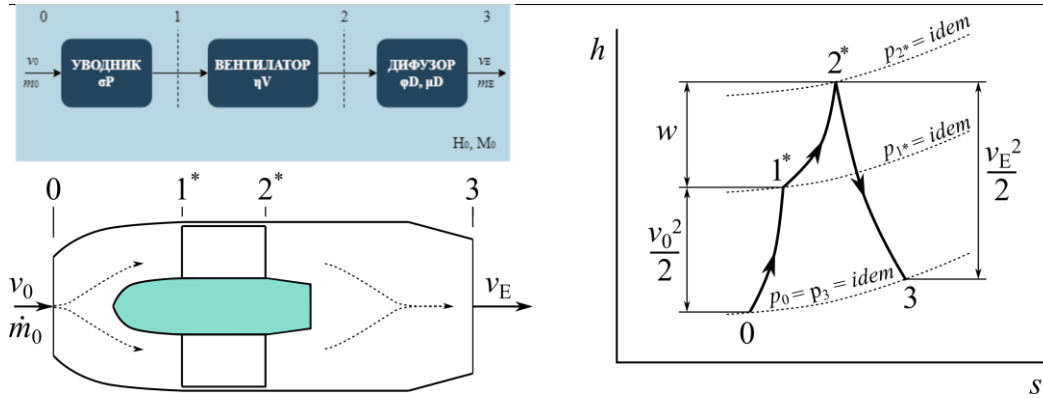 0 1 2 3
v₀
ṁ0
УВОДНИК
σP
ВЕНТИЛАТОР
ηV
ДИФУЗОР
φD, μD
vE
ṁE
H₀, M₀
0 1* 2* 3
v₀
ṁ₀
vE
h
w
v₀²/2
0
1*
2*
3
p₂* = idem
p₁* = idem
p₀ = p₃ = idem
vE²/2
s